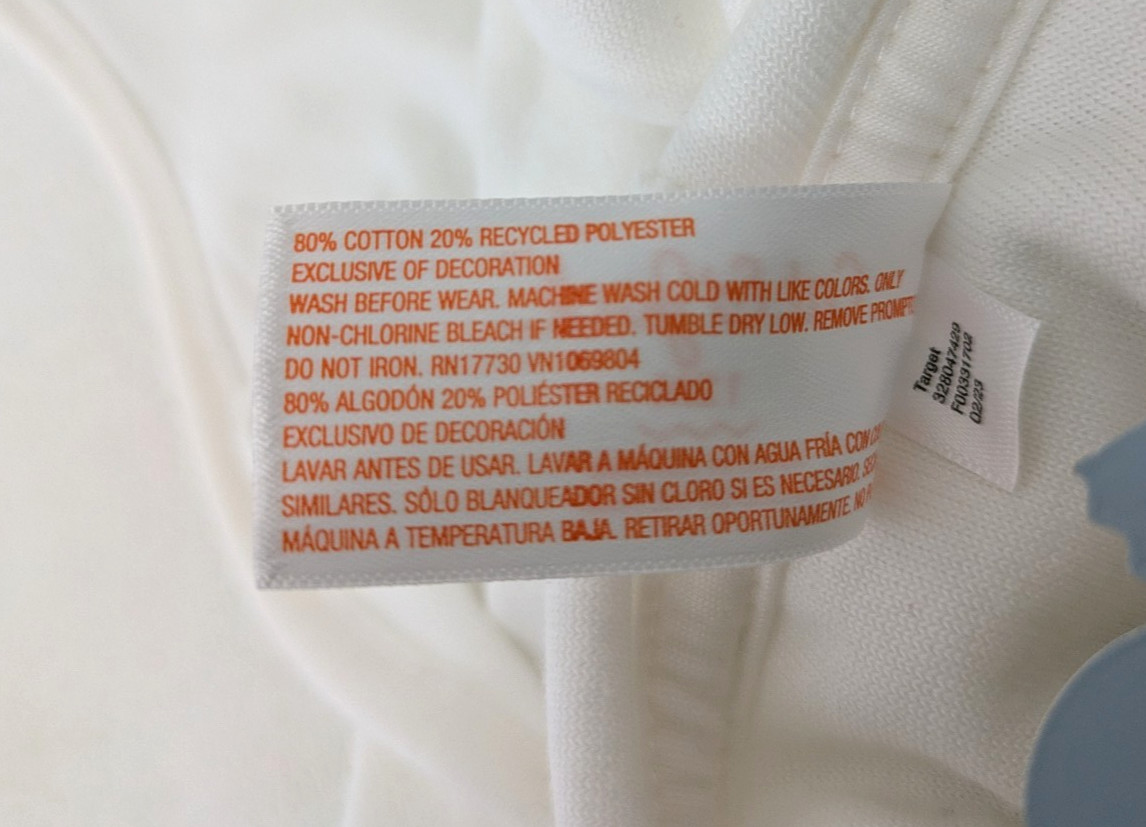 80% COTTON 20% RECYCLED POLYESTER
EXCLUSIVE OF DECORATION
WASH BEFORE WEAR. MACHINE WASH COLD WITH LIKE COLORS. ONLY
NON-CHLORINE BLEACH IF NEEDED. TUMBLE DRY LOW. REMOVE
DO NOT IRON. RN17730 VN1069804
80% ALGODÓN 20% POLIÉSTER RECICLADO
EXCLUSIVO DE DECORACIÓN
LAVAR ANTES DE USAR. LAVAR A MÁQUINA CON AGUA FRÍA CON
SIMILARES. SÓLO BLANQUEADOR SIN CLORO SI ES NECESARIO.
MÁQUINA A TEMPERATURA BAJA. RETIRAR OPORTUNAMENTE. NO
Target
328047429
F00331702
02/23